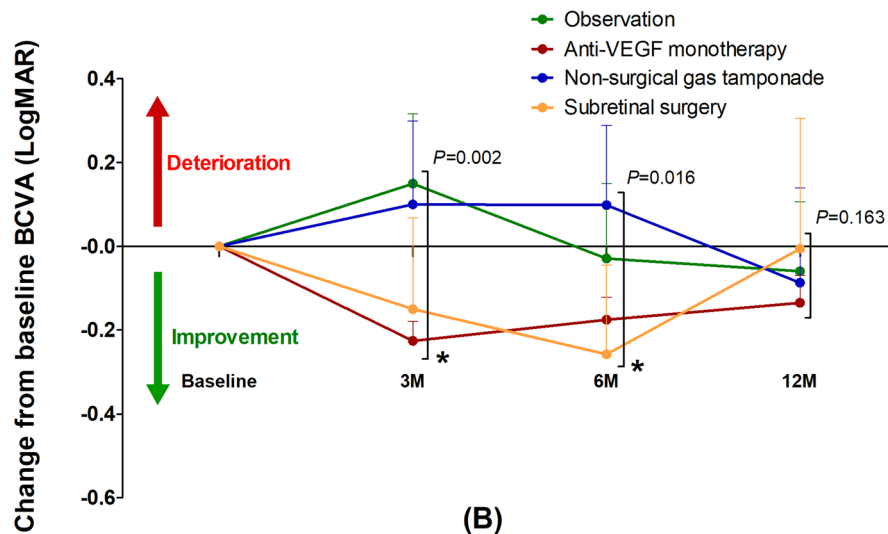 Observation
Anti-VEGF monotherapy
Non-surgical gas tamponade
Subretinal surgery
Change from baseline BCVA (LogMAR)
0.4
0.2
-0.0
-0.2
-0.4
-0.6
Deterioration
Improvement
P=0.002
P=0.016
P=0.163
*
*
Baseline
3M
6M
12M
(B)